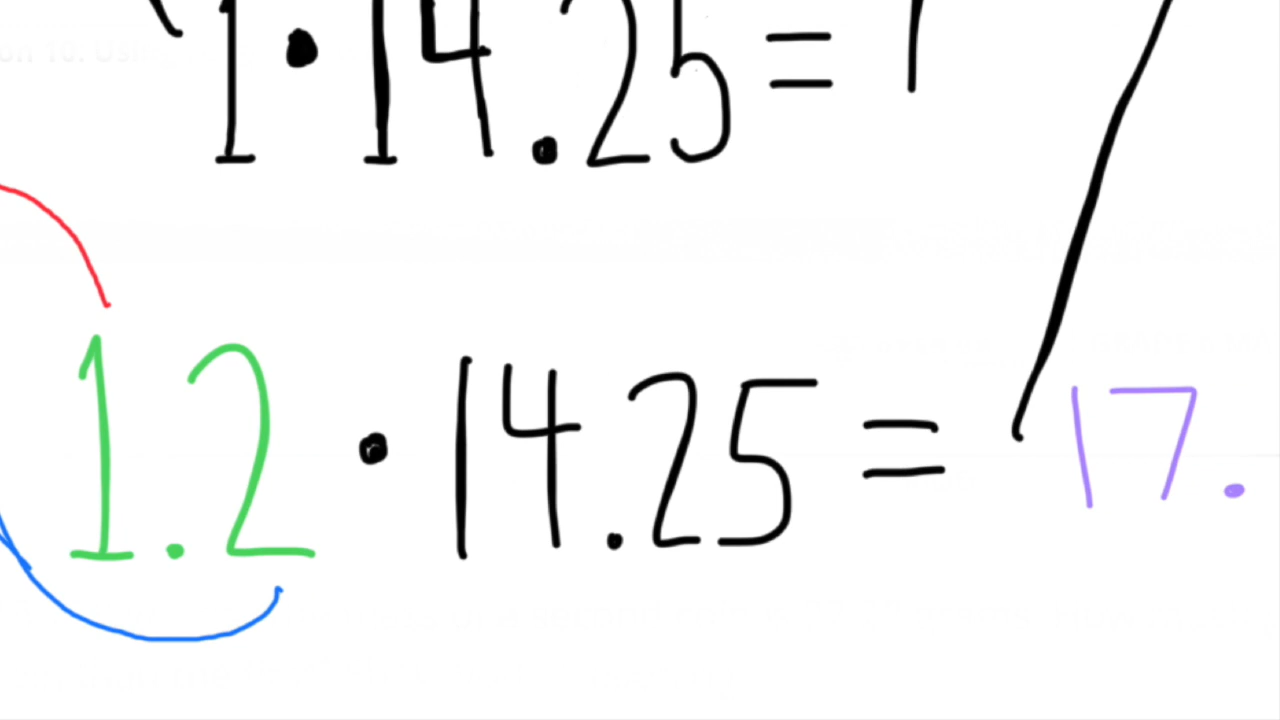 1 · 14.25 =
1.2 · 14.25 = 17.